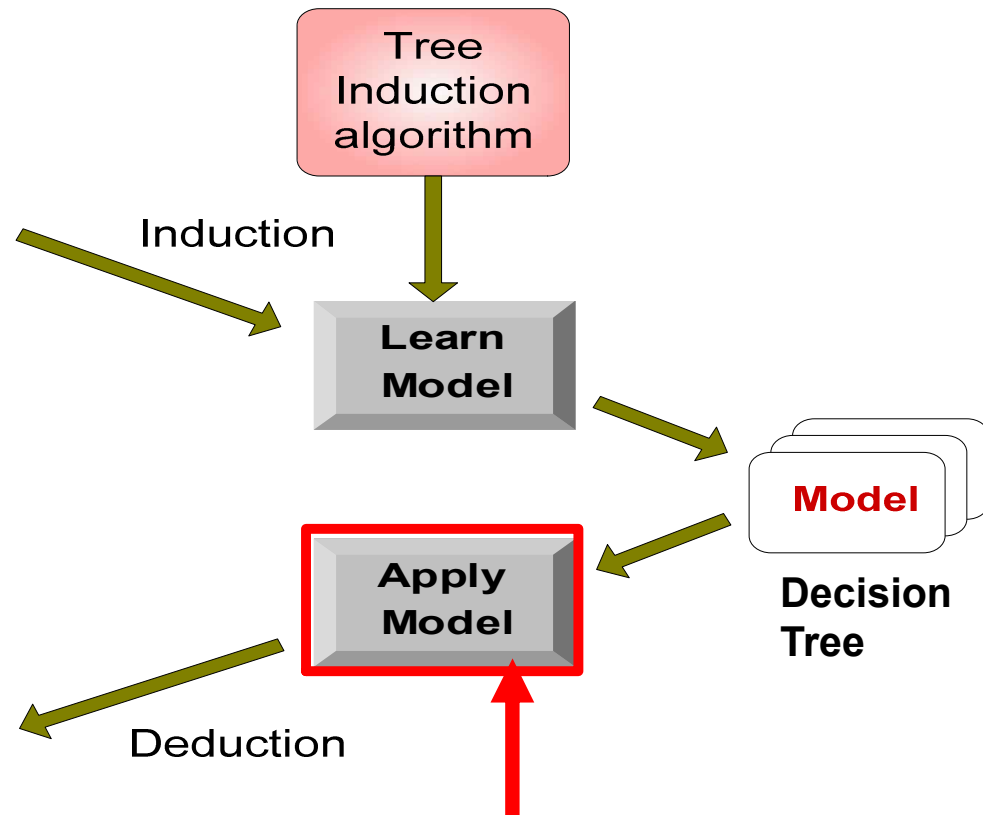 Tree
Induction
algorithm
Induction
Learn
Model
Model
Decision
Tree
Apply
Model
Deduction